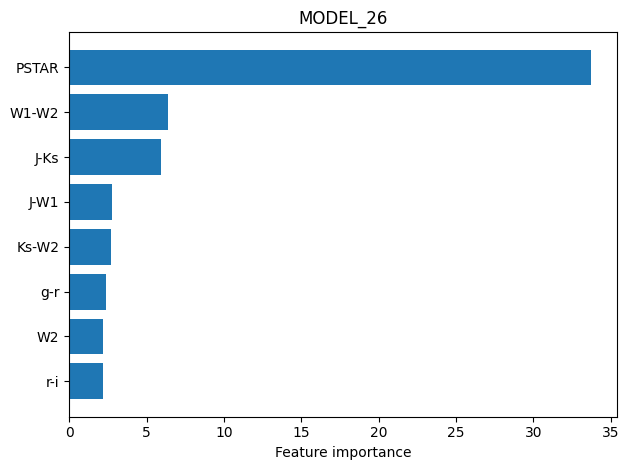 MODEL_26
PSTAR
W1-W2
J-Ks
J-W1
Ks-W2
g-r
W2
r-i
0 5 10 15 20 25 30 35
Feature importance